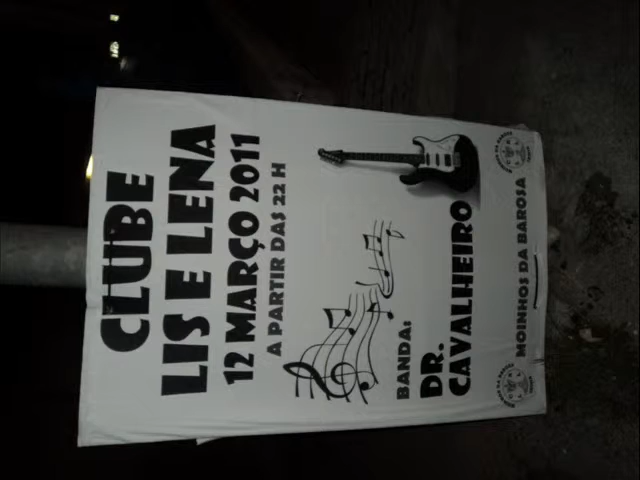 CLUBE
LIS E LENA
12 MARÇO 2011
A PARTIR DAS 22 H
BANDA:
DR.
CAVALHEIRO
MOINHOS DA BAROSA